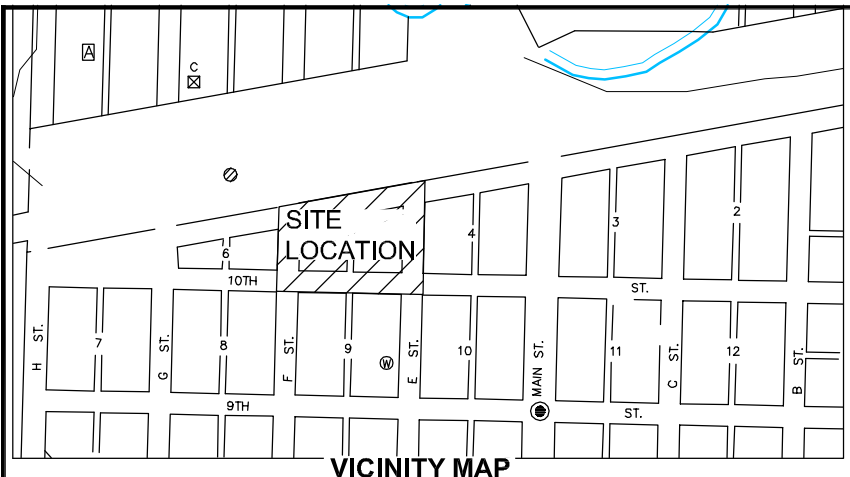 A
C
2
3
4
SITE
LOCATION
6
10TH
ST.
H ST.
7
G ST.
8
F ST.
9
W
E ST.
10
MAIN ST.
11
C ST.
12
B ST.
9TH
ST.
VICINITY MAP